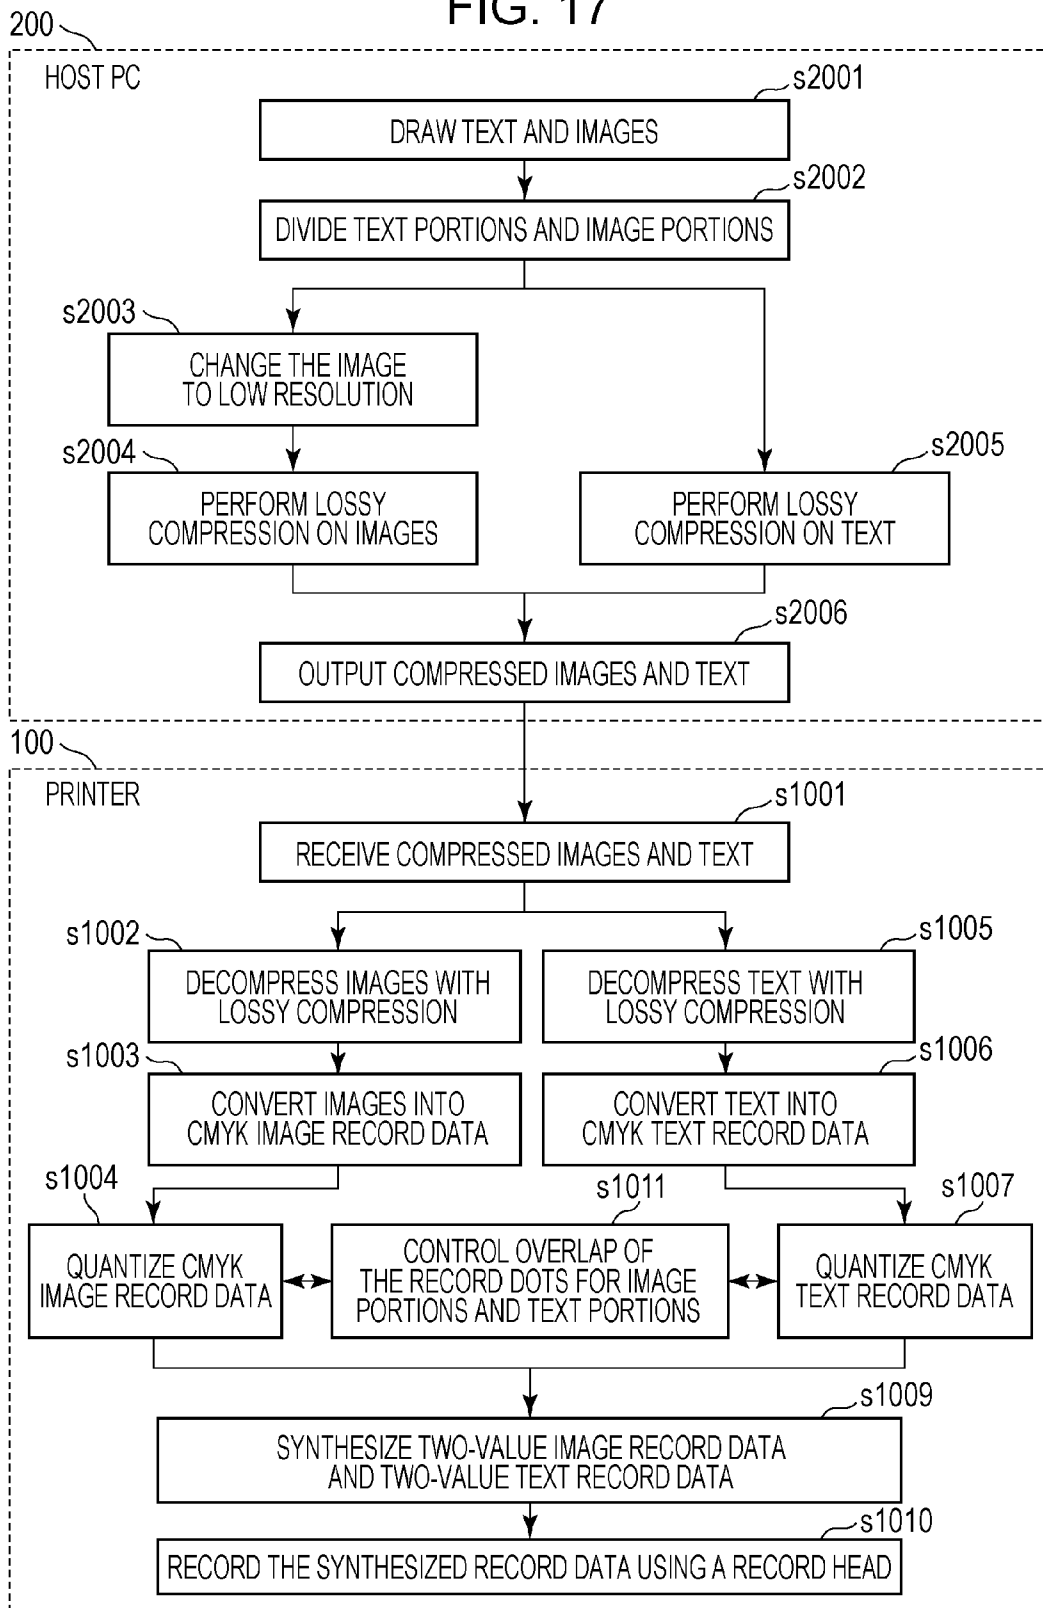 FIG. 17
200
HOST PC
s2001
DRAW TEXT AND IMAGES
s2002
DIVIDE TEXT PORTIONS AND IMAGE PORTIONS
s2003
CHANGE THE IMAGE
TO LOW RESOLUTION
s2004
PERFORM LOSSY
COMPRESSION ON IMAGES
s2005
PERFORM LOSSY
COMPRESSION ON TEXT
s2006
OUTPUT COMPRESSED IMAGES AND TEXT
100
PRINTER
s1001
RECEIVE COMPRESSED IMAGES AND TEXT
s1002
DECOMPRESS IMAGES WITH
LOSSY COMPRESSION
s1005
DECOMPRESS TEXT WITH
LOSSY COMPRESSION
s1003
CONVERT IMAGES INTO
CMYK IMAGE RECORD DATA
s1006
CONVERT TEXT INTO
CMYK TEXT RECORD DATA
s1004
QUANTIZE CMYK
IMAGE RECORD DATA
s1011
CONTROL OVERLAP OF
THE RECORD DOTS FOR IMAGE
PORTIONS AND TEXT PORTIONS
s1007
QUANTIZE CMYK
TEXT RECORD DATA
s1009
SYNTHESIZE TWO-VALUE IMAGE RECORD DATA
AND TWO-VALUE TEXT RECORD DATA
s1010
RECORD THE SYNTHESIZED RECORD DATA USING A RECORD HEAD